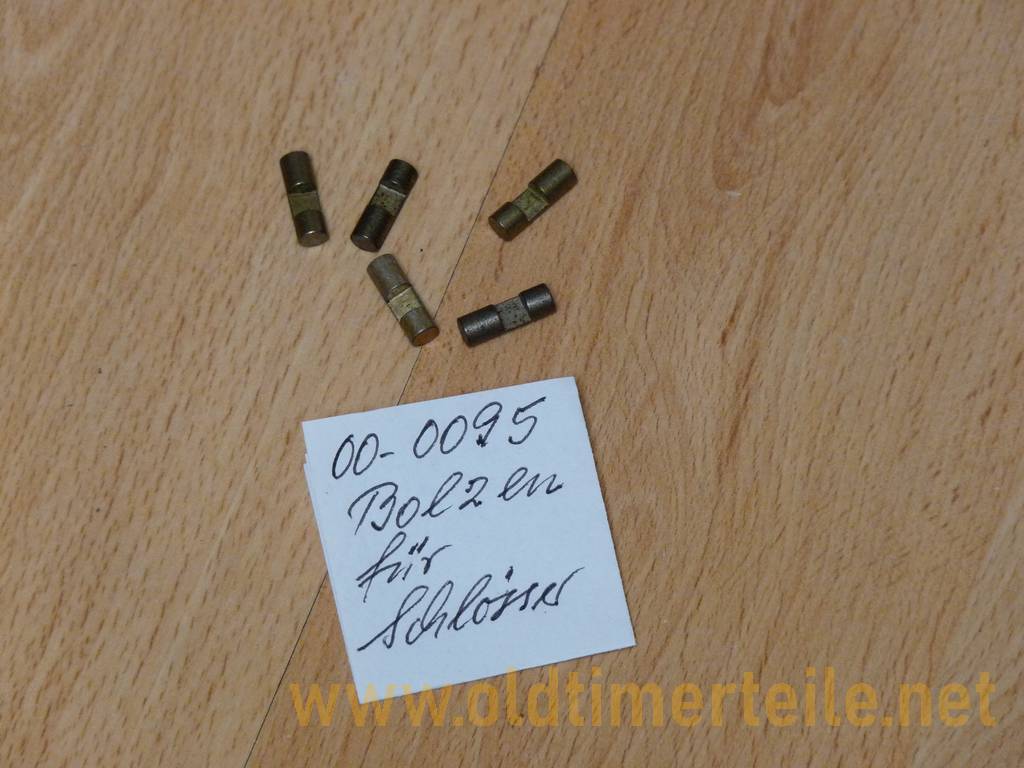 00-0095
Bolzen
für
Schlösser
www.oldtimerteile.net